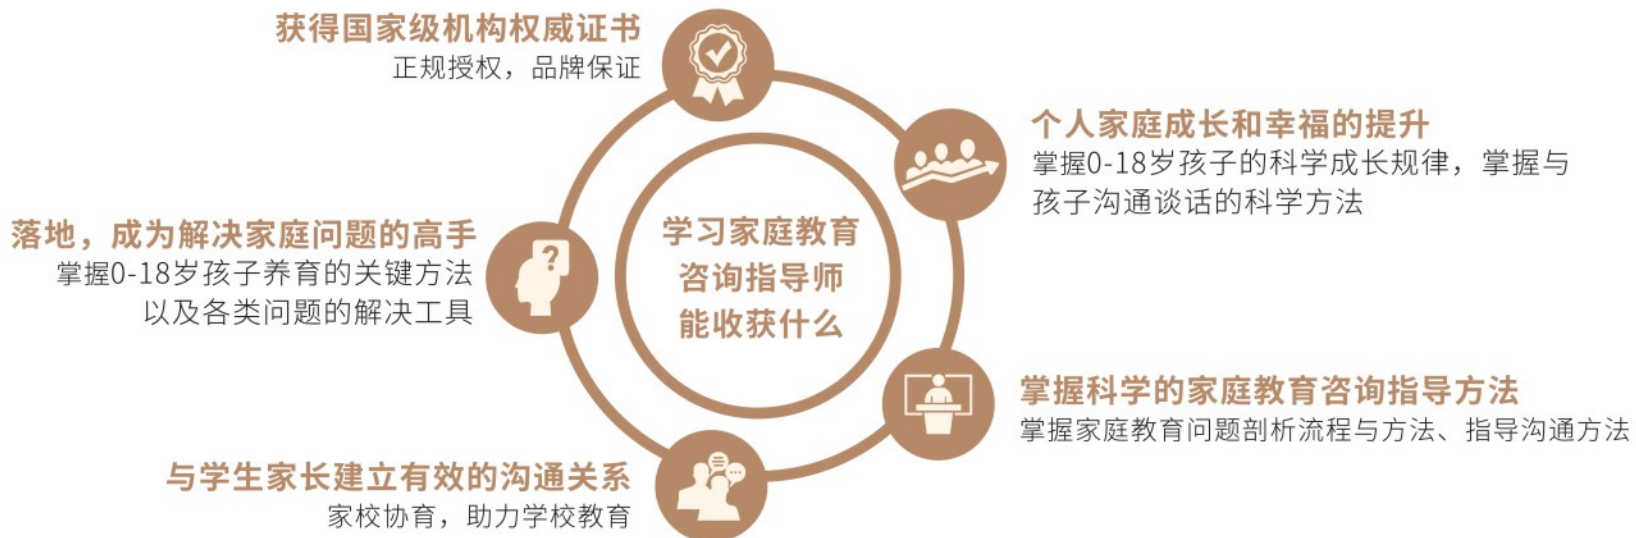 获得国家级机构权威证书
正规授权，品牌保证
个人家庭成长和幸福的提升
掌握0-18岁孩子的科学成长规律，掌握与
孩子沟通谈话的科学方法
落地，成为解决家庭问题的高手
掌握0-18岁孩子养育的关键方法
以及各类问题的解决工具
学习家庭教育
咨询指导师
能收获什么
掌握科学的家庭教育咨询指导方法
掌握家庭教育问题剖析流程与方法、指导沟通方法
与学生家长建立有效的沟通关系
家校协育，助力学校教育
?